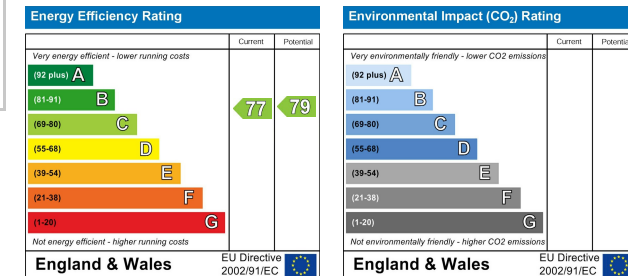 Energy Efficiency Rating
Current Potential
Very energy efficient - lower running costs
(92 plus) A
(81-91) B
(69-80) C
(55-68) D
(39-54) E
(21-38) F
(1-20) G
77 79
Not energy efficient - higher running costs
England & Wales
EU Directive
2002/91/EC
Environmental Impact (CO₂) Rating
Current Potential
Very environmentally friendly - lower CO2 emissions
(92 plus) A
(81-91) B
(69-80) C
(55-68) D
(39-54) E
(21-38) F
(1-20) G
Not environmentally friendly - higher CO2 emissions
England & Wales
EU Directive
2002/91/EC